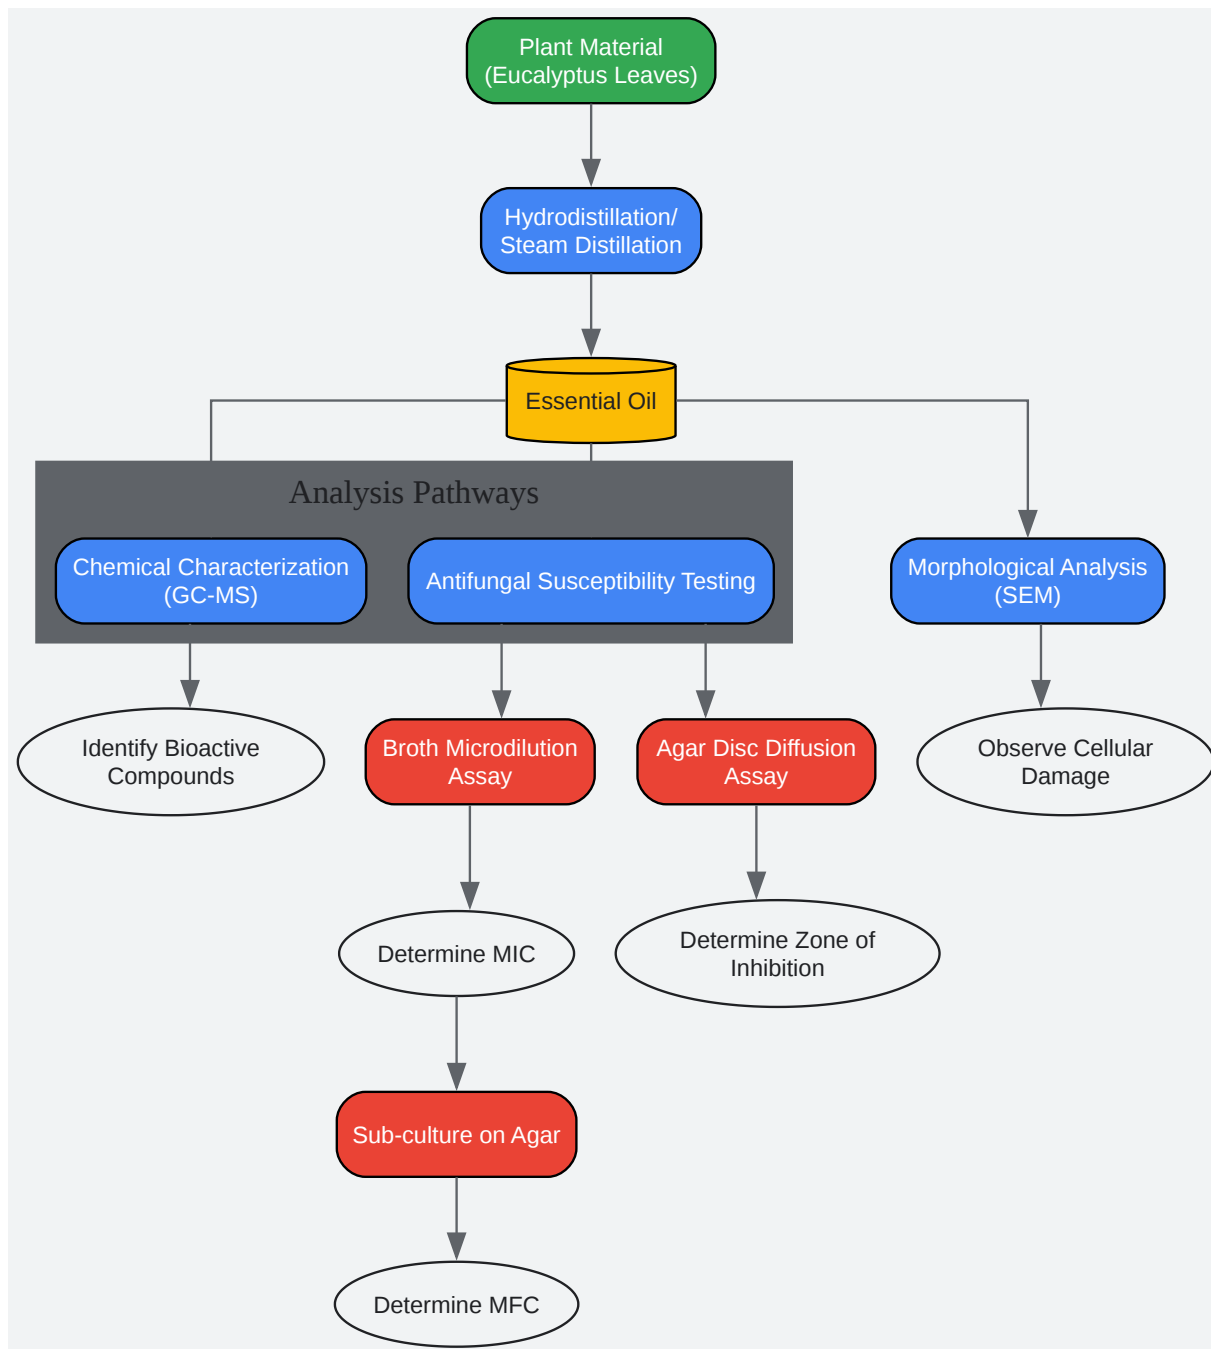 Plant Material
(Eucalyptus Leaves)
Hydrodistillation/
Steam Distillation
Essential Oil
Analysis Pathways
Chemical Characterization
(GC-MS)
Antifungal Susceptibility Testing
Morphological Analysis
(SEM)
Identify Bioactive
Compounds
Broth Microdilution
Assay
Agar Disc Diffusion
Assay
Observe Cellular
Damage
Determine MIC
Determine Zone of
Inhibition
Sub-culture on Agar
Determine MFC